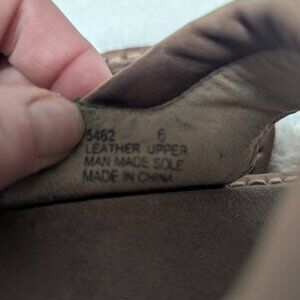 5462 6
LEATHER UPPER
MAN MADE SOLE
MADE IN CHINA